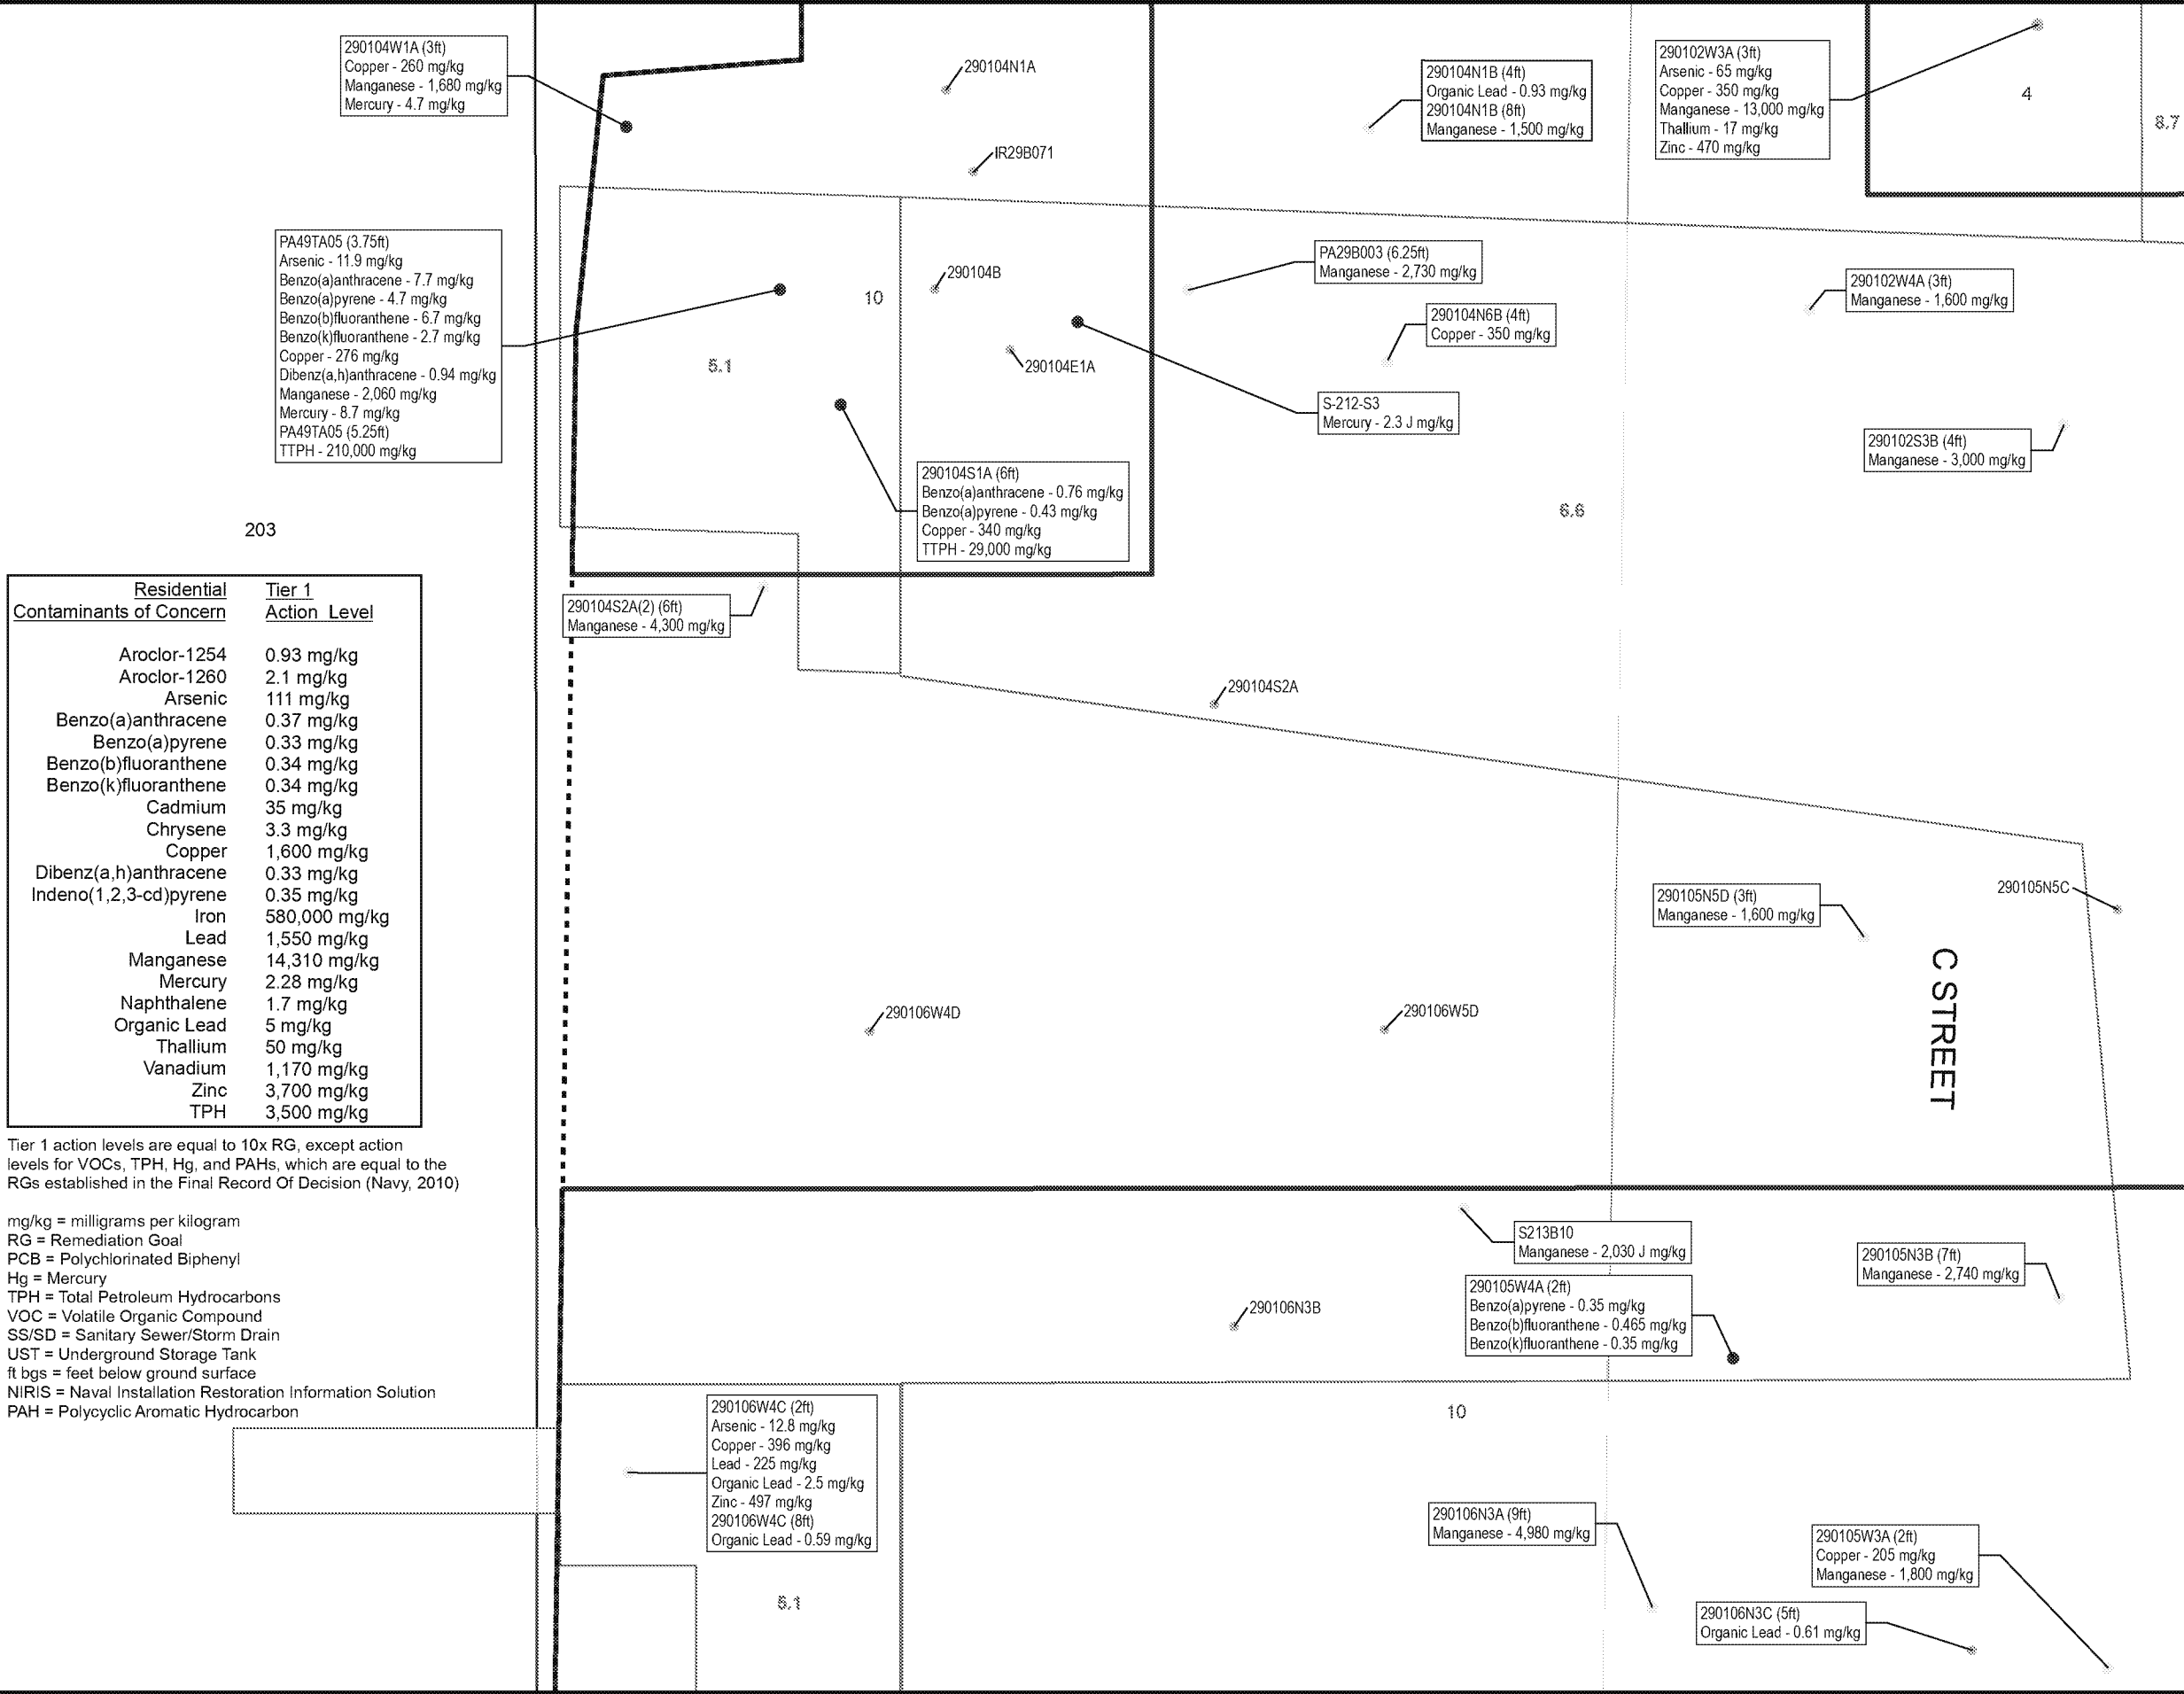 290104W1A (3ft)
Copper - 260 mg/kg
Manganese - 1,680 mg/kg
Mercury - 4.7 mg/kg
290104N1A
IR29B071
290104N1B (4ft)
Organic Lead - 0.93 mg/kg
290104N1B (8ft)
Manganese - 1,500 mg/kg
290102W3A (3ft)
Arsenic - 65 mg/kg
Copper - 350 mg/kg
Manganese - 13,000 mg/kg
Thallium - 17 mg/kg
Zinc - 470 mg/kg
4
8.7
PA49TA05 (3.75ft)
Arsenic - 11.9 mg/kg
Benzo(a)anthracene - 7.7 mg/kg
Benzo(a)pyrene - 4.7 mg/kg
Benzo(b)fluoranthene - 6.7 mg/kg
Benzo(k)fluoranthene - 2.7 mg/kg
Copper - 276 mg/kg
Dibenz(a,h)anthracene - 0.94 mg/kg
Manganese - 2,060 mg/kg
Mercury - 8.7 mg/kg
PA49TA05 (5.25ft)
TTPH - 210,000 mg/kg
10
5.1
290104B
290104E1A
PA29B003 (6.25ft)
Manganese - 2,730 mg/kg
290104N6B (4ft)
Copper - 350 mg/kg
S-212-S3
Mercury - 2.3 J mg/kg
290102W4A (3ft)
Manganese - 1,600 mg/kg
290102S3B (4ft)
Manganese - 3,000 mg/kg
290104S1A (6ft)
Benzo(a)anthracene - 0.76 mg/kg
Benzo(a)pyrene - 0.43 mg/kg
Copper - 340 mg/kg
TTPH - 29,000 mg/kg
6.6
203
290104S2A(2) (6ft)
Manganese - 4,300 mg/kg
290104S2A
Residential Tier 1
Contaminants of Concern Action Level
Aroclor-1254 0.93 mg/kg
Aroclor-1260 2.1 mg/kg
Arsenic 111 mg/kg
Benzo(a)anthracene 0.37 mg/kg
Benzo(a)pyrene 0.33 mg/kg
Benzo(b)fluoranthene 0.34 mg/kg
Benzo(k)fluoranthene 0.34 mg/kg
Cadmium 35 mg/kg
Chrysene 3.3 mg/kg
Copper 1,600 mg/kg
Dibenz(a,h)anthracene 0.33 mg/kg
Indeno(1,2,3-cd)pyrene 0.35 mg/kg
Iron 580,000 mg/kg
Lead 1,550 mg/kg
Manganese 14,310 mg/kg
Mercury 2.28 mg/kg
Naphthalene 1.7 mg/kg
Organic Lead 5 mg/kg
Thallium 50 mg/kg
Vanadium 1,170 mg/kg
Zinc 3,700 mg/kg
TPH 3,500 mg/kg
Tier 1 action levels are equal to 10x RG, except action
levels for VOCs, TPH, Hg, and PAHs, which are equal to the
RGs established in the Final Record Of Decision (Navy, 2010)
mg/kg = milligrams per kilogram
RG = Remediation Goal
PCB = Polychlorinated Biphenyl
Hg = Mercury
TPH = Total Petroleum Hydrocarbons
VOC = Volatile Organic Compound
SS/SD = Sanitary Sewer/Storm Drain
UST = Underground Storage Tank
ft bgs = feet below ground surface
NIRIS = Naval Installation Restoration Information Solution
PAH = Polycyclic Aromatic Hydrocarbon
290105N5D (3ft)
Manganese - 1,600 mg/kg
290105N5C
C STREET
290106W4D
290106W5D
S213B10
Manganese - 2,030 J mg/kg
290105N3B (7ft)
Manganese - 2,740 mg/kg
290105W4A (2ft)
Benzo(a)pyrene - 0.35 mg/kg
Benzo(b)fluoranthene - 0.465 mg/kg
Benzo(k)fluoranthene - 0.35 mg/kg
290106N3B
10
290106W4C (2ft)
Arsenic - 12.8 mg/kg
Copper - 396 mg/kg
Lead - 225 mg/kg
Organic Lead - 2.5 mg/kg
Zinc - 497 mg/kg
290106W4C (8ft)
Organic Lead - 0.59 mg/kg
5.1
290106N3A (9ft)
Manganese - 4,980 mg/kg
290105W3A (2ft)
Copper - 205 mg/kg
Manganese - 1,800 mg/kg
290106N3C (5ft)
Organic Lead - 0.61 mg/kg